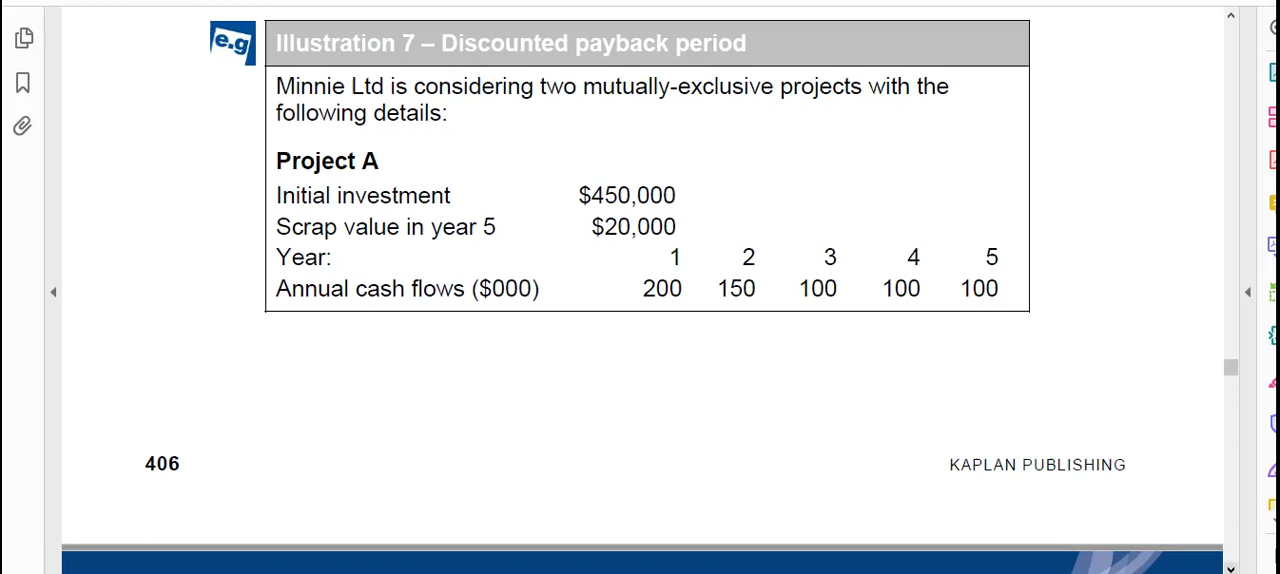 e.g
Illustration 7 – Discounted payback period
Minnie Ltd is considering two mutually-exclusive projects with the
following details:
Project A
Initial investment $450,000
Scrap value in year 5 $20,000
Year: 1 2 3 4 5
Annual cash flows ($000) 200 150 100 100 100
406 KAPLAN PUBLISHING